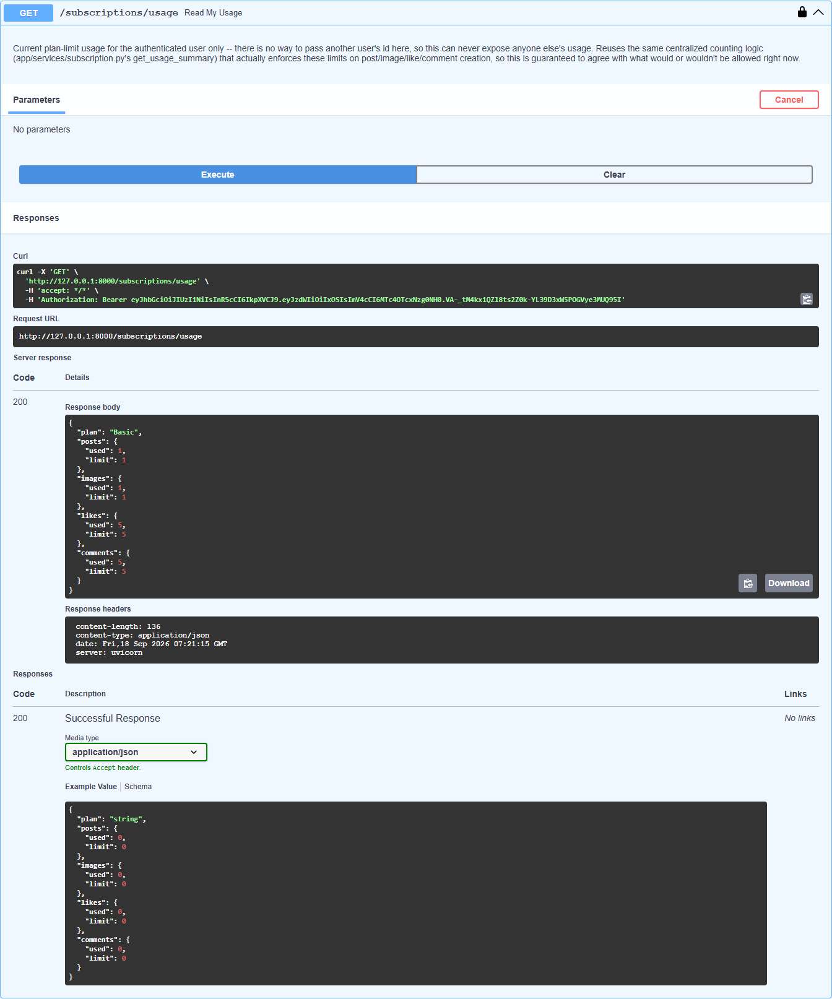 GET /subscriptions/usage Read My Usage
Current plan-limit usage for the authenticated user only -- there is no way to pass another user's id here, so this can never expose anyone else's usage. Reuses the same centralized counting logic
(app/services/subscription.py's get_usage_summary) that actually enforces these limits on post/image/like/comment creation, so this is guaranteed to agree with what would or wouldn't be allowed right now.
Parameters
Cancel
No parameters
Execute
Clear
Responses
Curl
curl -X 'GET' \
  'http://127.0.0.1:8000/subscriptions/usage' \
  -H 'accept: */*' \
  -H 'Authorization: Bearer eyJhbGciOiJIUzI1NiIsInR5cCI6IkpXVCJ9.eyJzdWIiOiIxOSIsImV4cCI6MTc4OTcxNzg0NH0.VA-_tM4kx1QZl8ts2Z0k-YL39D3xW5POGVye3MUQ95I'
Request URL
http://127.0.0.1:8000/subscriptions/usage
Server response
Code Details
200
Response body
{
  "plan": "Basic",
  "posts": {
    "used": 1,
    "limit": 1
  },
  "images": {
    "used": 1,
    "limit": 1
  },
  "likes": {
    "used": 5,
    "limit": 5
  },
  "comments": {
    "used": 5,
    "limit": 5
  }
}
Download
Response headers
content-length: 136
content-type: application/json
date: Fri,18 Sep 2026 07:21:15 GMT
server: uvicorn
Responses
Code Description Links
200 Successful Response No links
Media type
application/json
Controls Accept header.
Example Value Schema
{
  "plan": "string",
  "posts": {
    "used": 0,
    "limit": 0
  },
  "images": {
    "used": 0,
    "limit": 0
  },
  "likes": {
    "used": 0,
    "limit": 0
  },
  "comments": {
    "used": 0,
    "limit": 0
  }
}